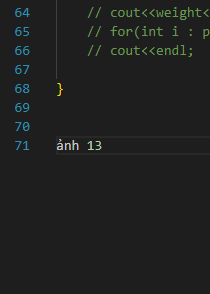 64 // cout<<weight<
65 // for(int i : p
66 // cout<<endl;
67
68 }
69
70
71 ảnh 13